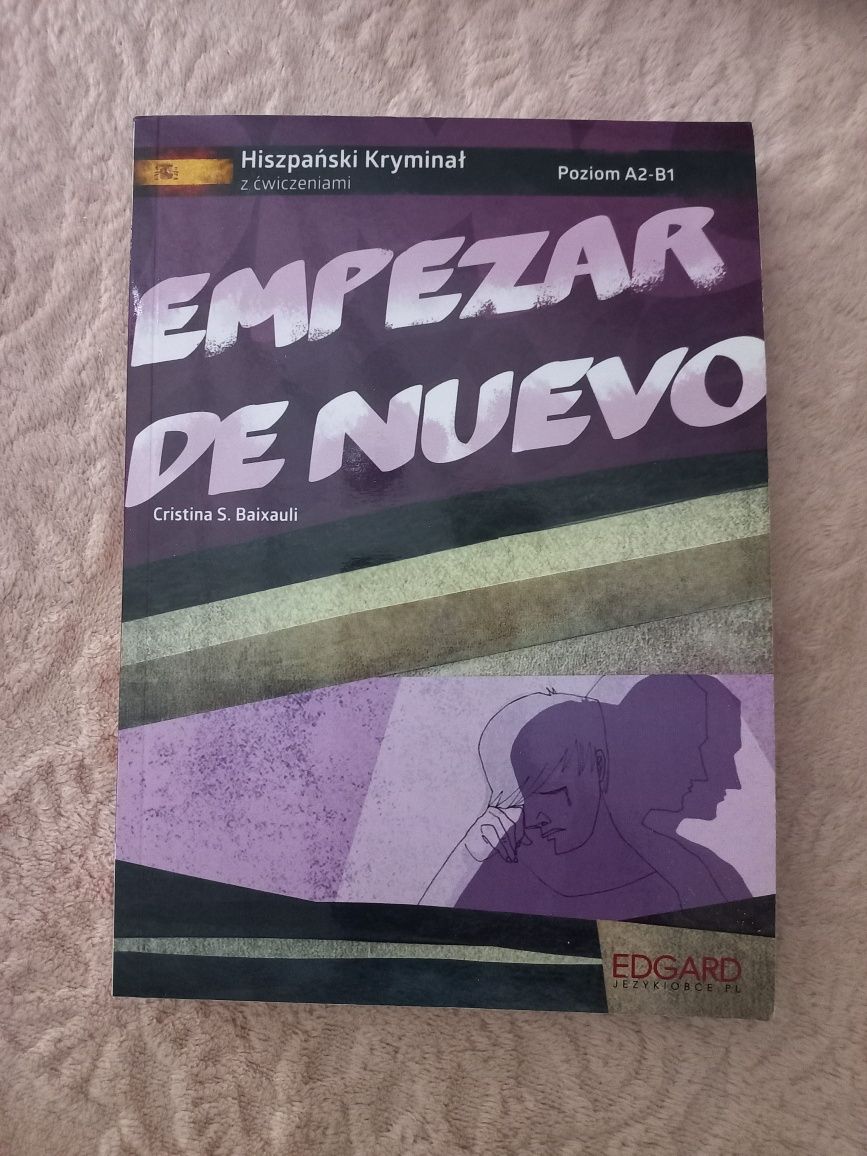 Hiszpański Kryminał
z ćwiczeniami
Poziom A2-B1
EMPEZAR
DE NUEVO
Cristina S. Baixauli
EDGARD
JEZYKIOBCE.PL